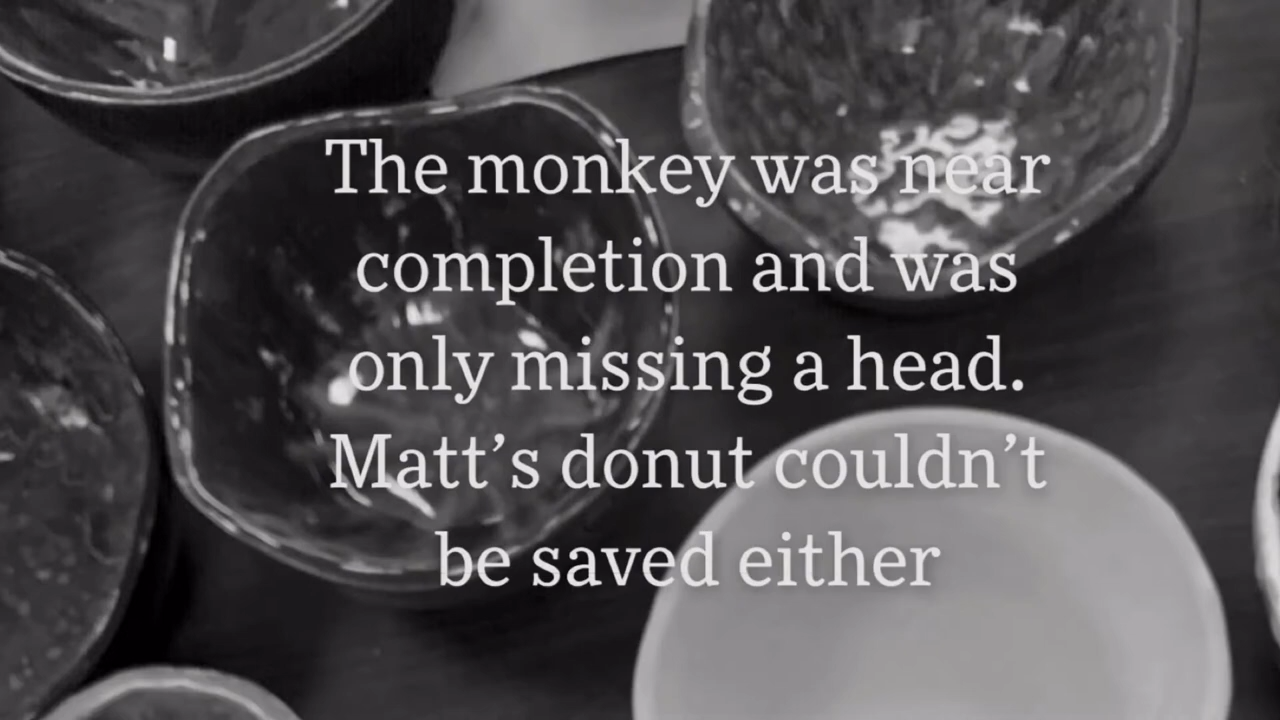 The monkey was near
completion and was
only missing a head.
Matt’s donut couldn’t
be saved either